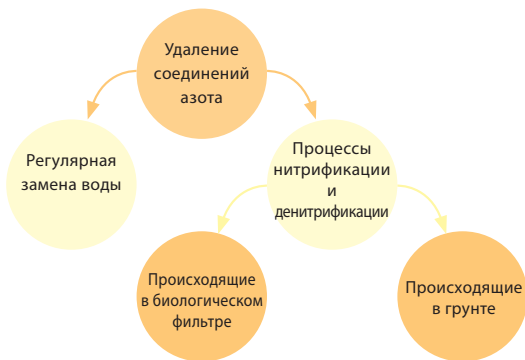 Удаление
соединений
азота
Регулярная
замена воды
Процессы
нитрификации
и
денитрификации
Происходящие
в биологическом
фильтре
Происходящие
в грунте